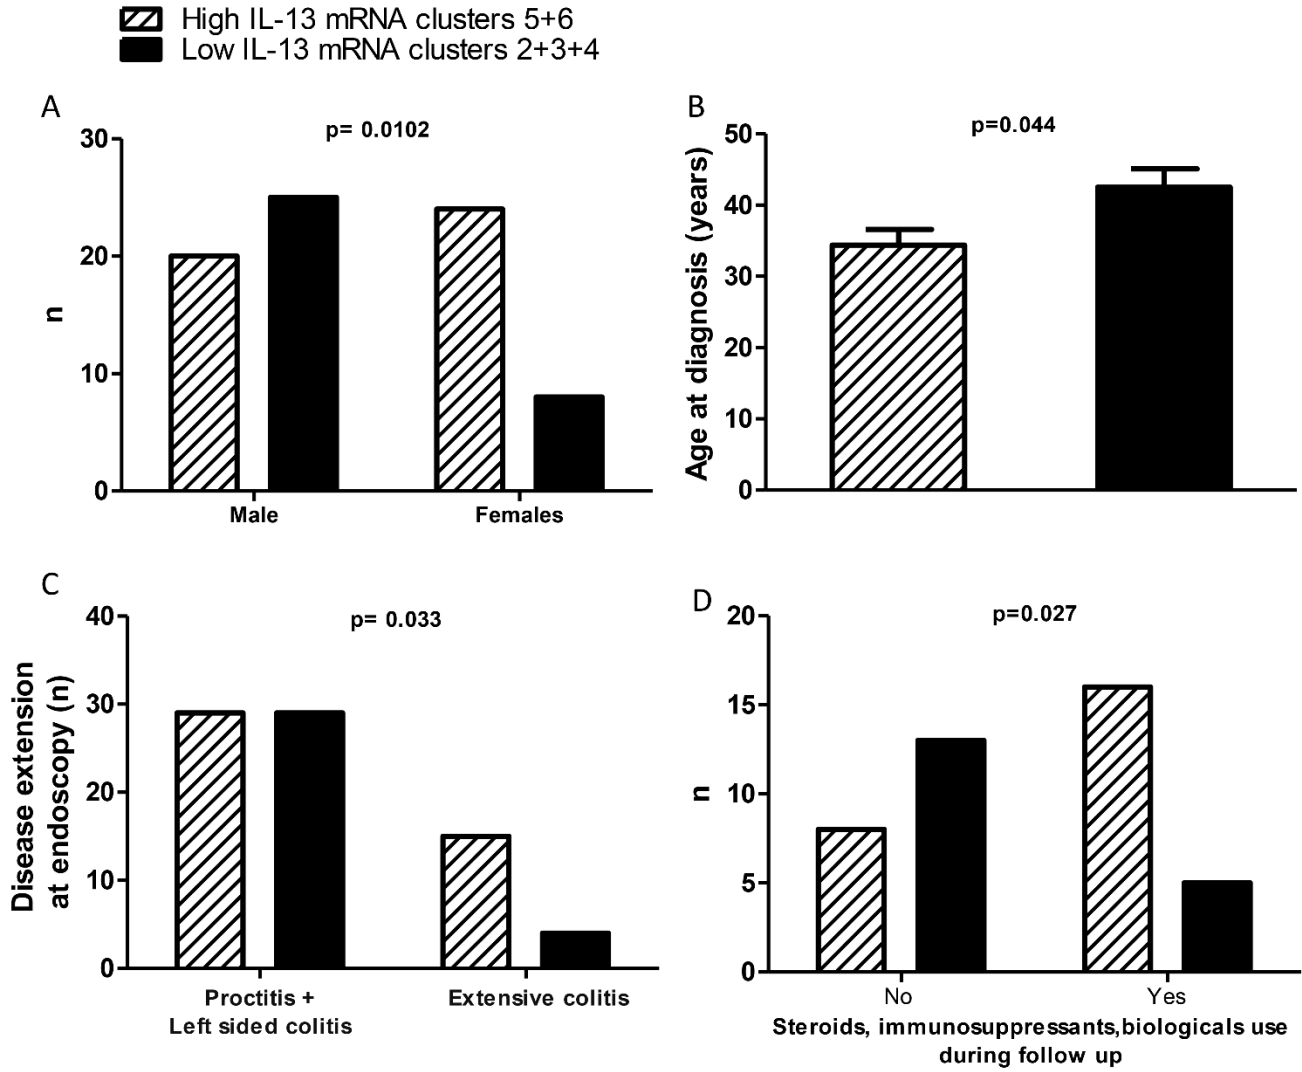 High IL-13 mRNA clusters 5+6
Low IL-13 mRNA clusters 2+3+4
A
p= 0.0102
30
20
10
0
n
Male
Females
B
p=0.044
50
40
30
20
10
0
Age at diagnosis (years)
C
p= 0.033
40
30
20
10
0
Disease extension
at endoscopy (n)
Proctitis +
Left sided colitis
Extensive colitis
D
p=0.027
20
15
10
5
0
n
No
Yes
Steroids, immunosuppressants,biologicals use
during follow up